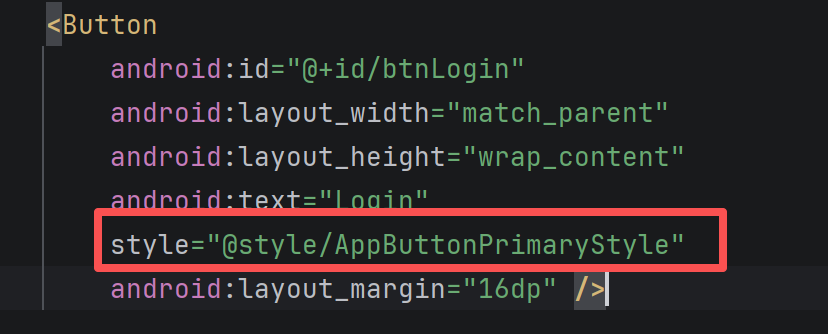 <Button
android:id="@+id/btnLogin"
android:layout_width="match_parent"
android:layout_height="wrap_content"
android:text="Login"
style="@style/AppButtonPrimaryStyle"
android:layout_margin="16dp" />